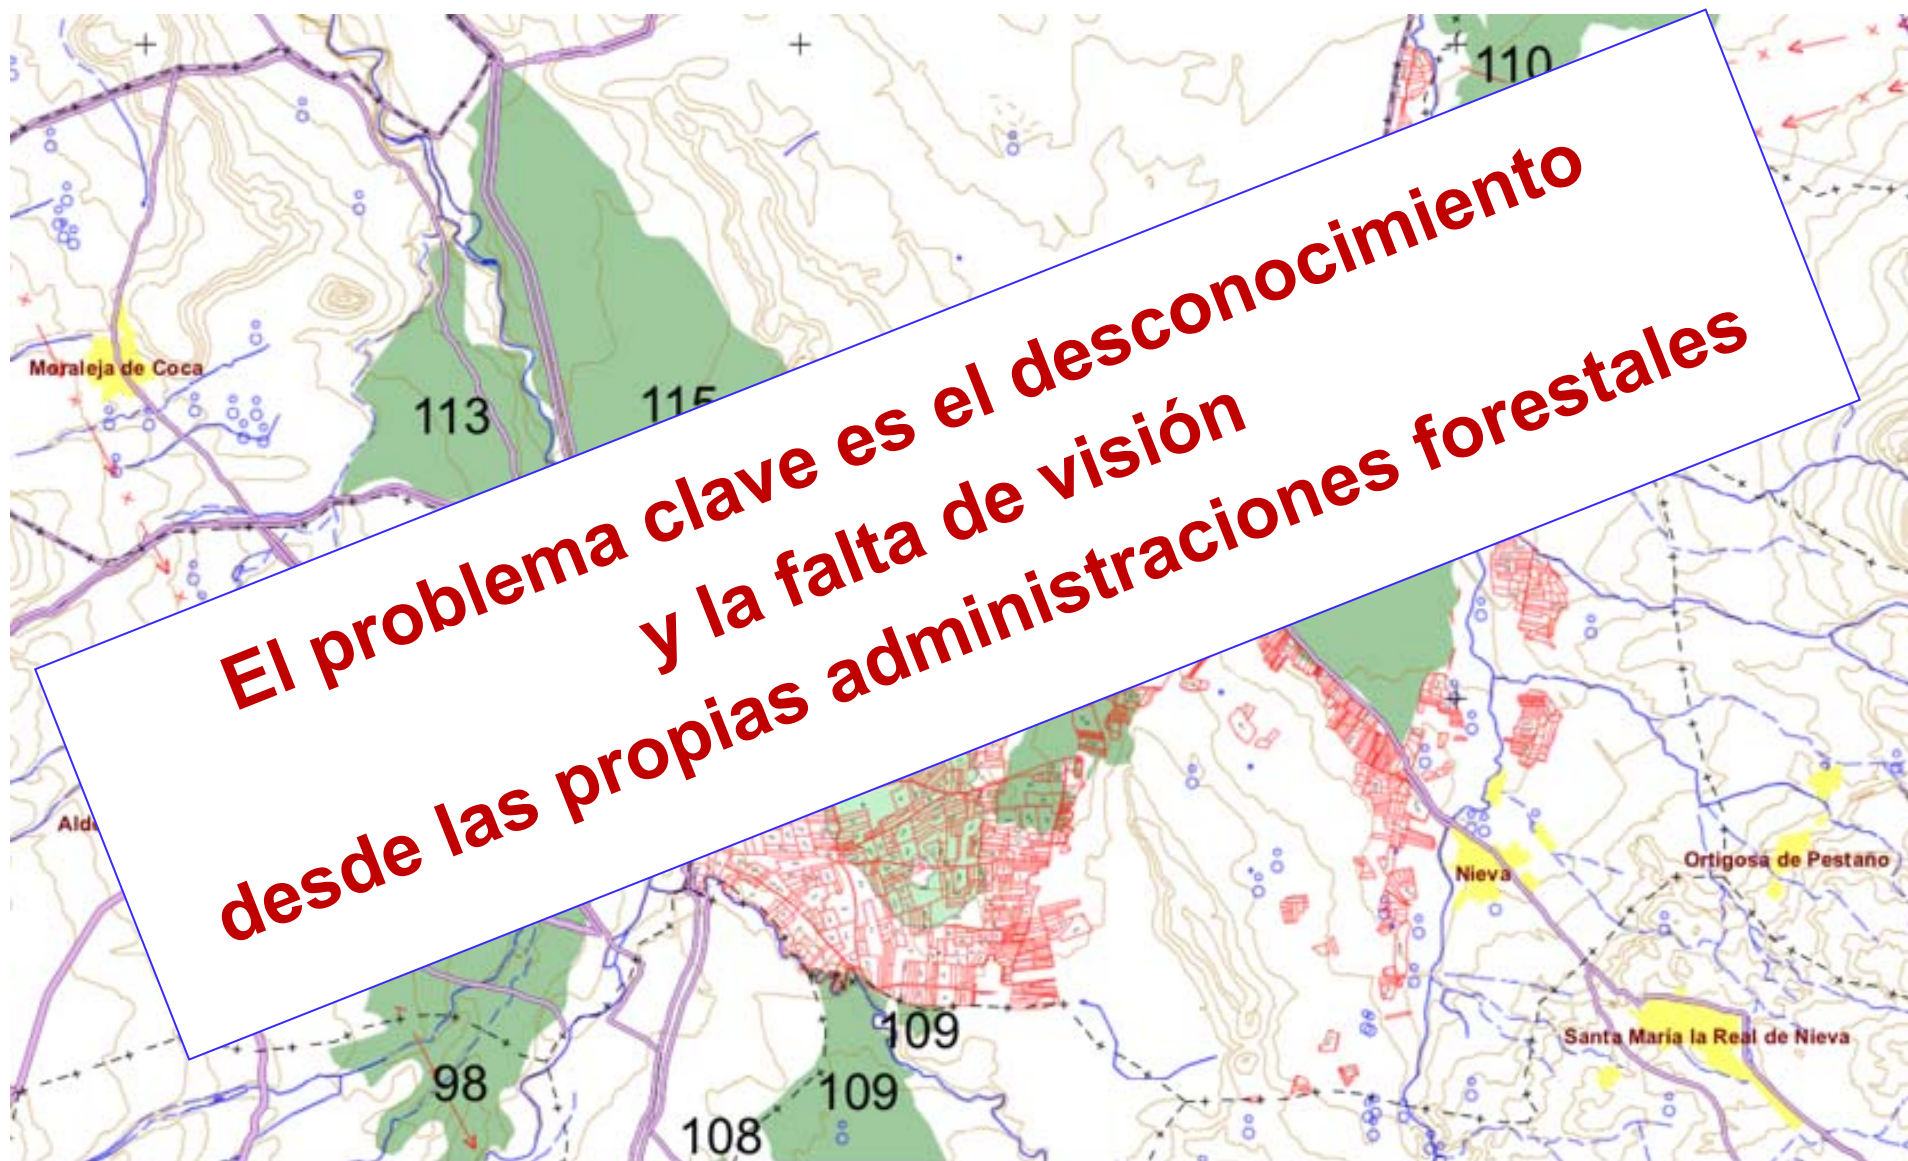 110
Moraleja de Coca
113
115
El problema clave es el desconocimiento
y la falta de visión
desde las propias administraciones forestales
Nieva
Ortigosa de Pestaño
109
Santa María la Real de Nieva
98
109
108